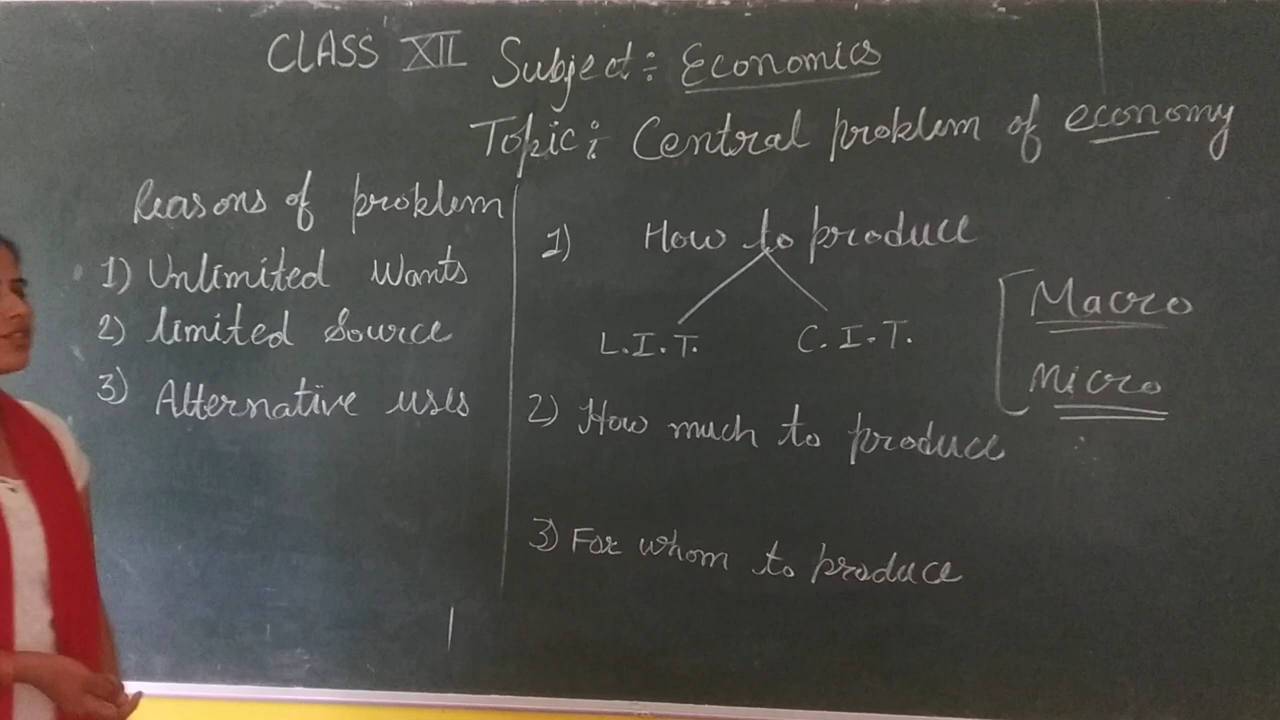 CLASS XII Subject: Economics
Topic: Central problem of economy
Reasons of problem
1) Unlimited Wants
2) limited Source
3) Alternative uses
1) How to produce
L.I.T. C.I.T.
2) How much to produce
3) For whom to produce
Macro
Micro